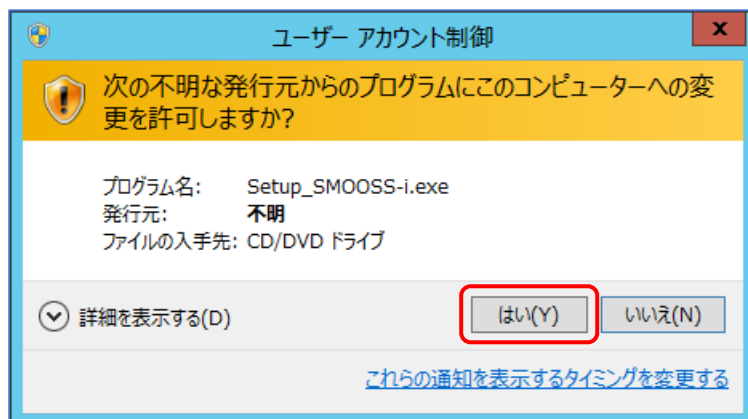 ユーザー アカウント制御
x
次の不明な発行元からのプログラムにこのコンピューターへの変
更を許可しますか?
プログラム名: Setup_SMOOSS-i.exe
発行元: 不明
ファイルの入手先: CD/DVD ドライブ
詳細を表示する(D) はい(Y) いいえ(N)
これらの通知を表示するタイミングを変更する